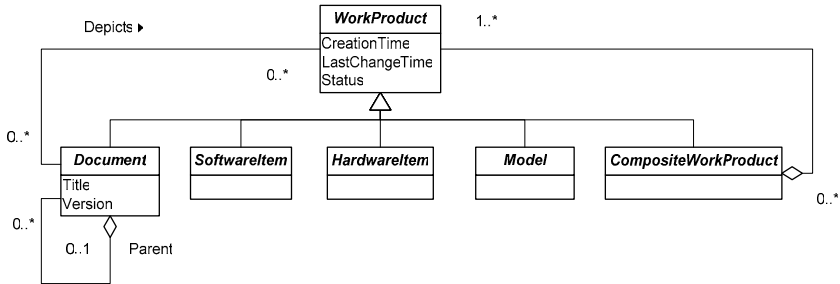 WorkProduct
1..*
Depicts
CreationTime
LastChangeTime
Status
0..*
0..*
Document
SoftwareItem
HardwareItem
Model
CompositeWorkProduct
Title
Version
0..*
0..*
0..1
Parent